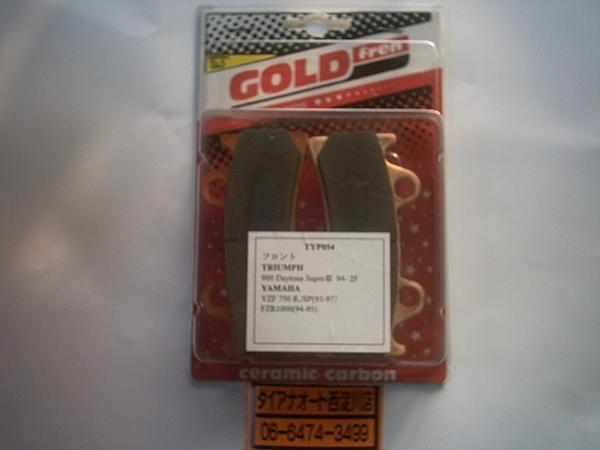 GOLD fren
TYP054
フロント
TRIUMPH
900 Daytona SuperⅢ 94- 2F
YAMAHA
YZF 750 R,/SP(93-97)
FZR1000(94-95)
ceramic carbon
ダイアナオート西淀川店
06-6474-3499